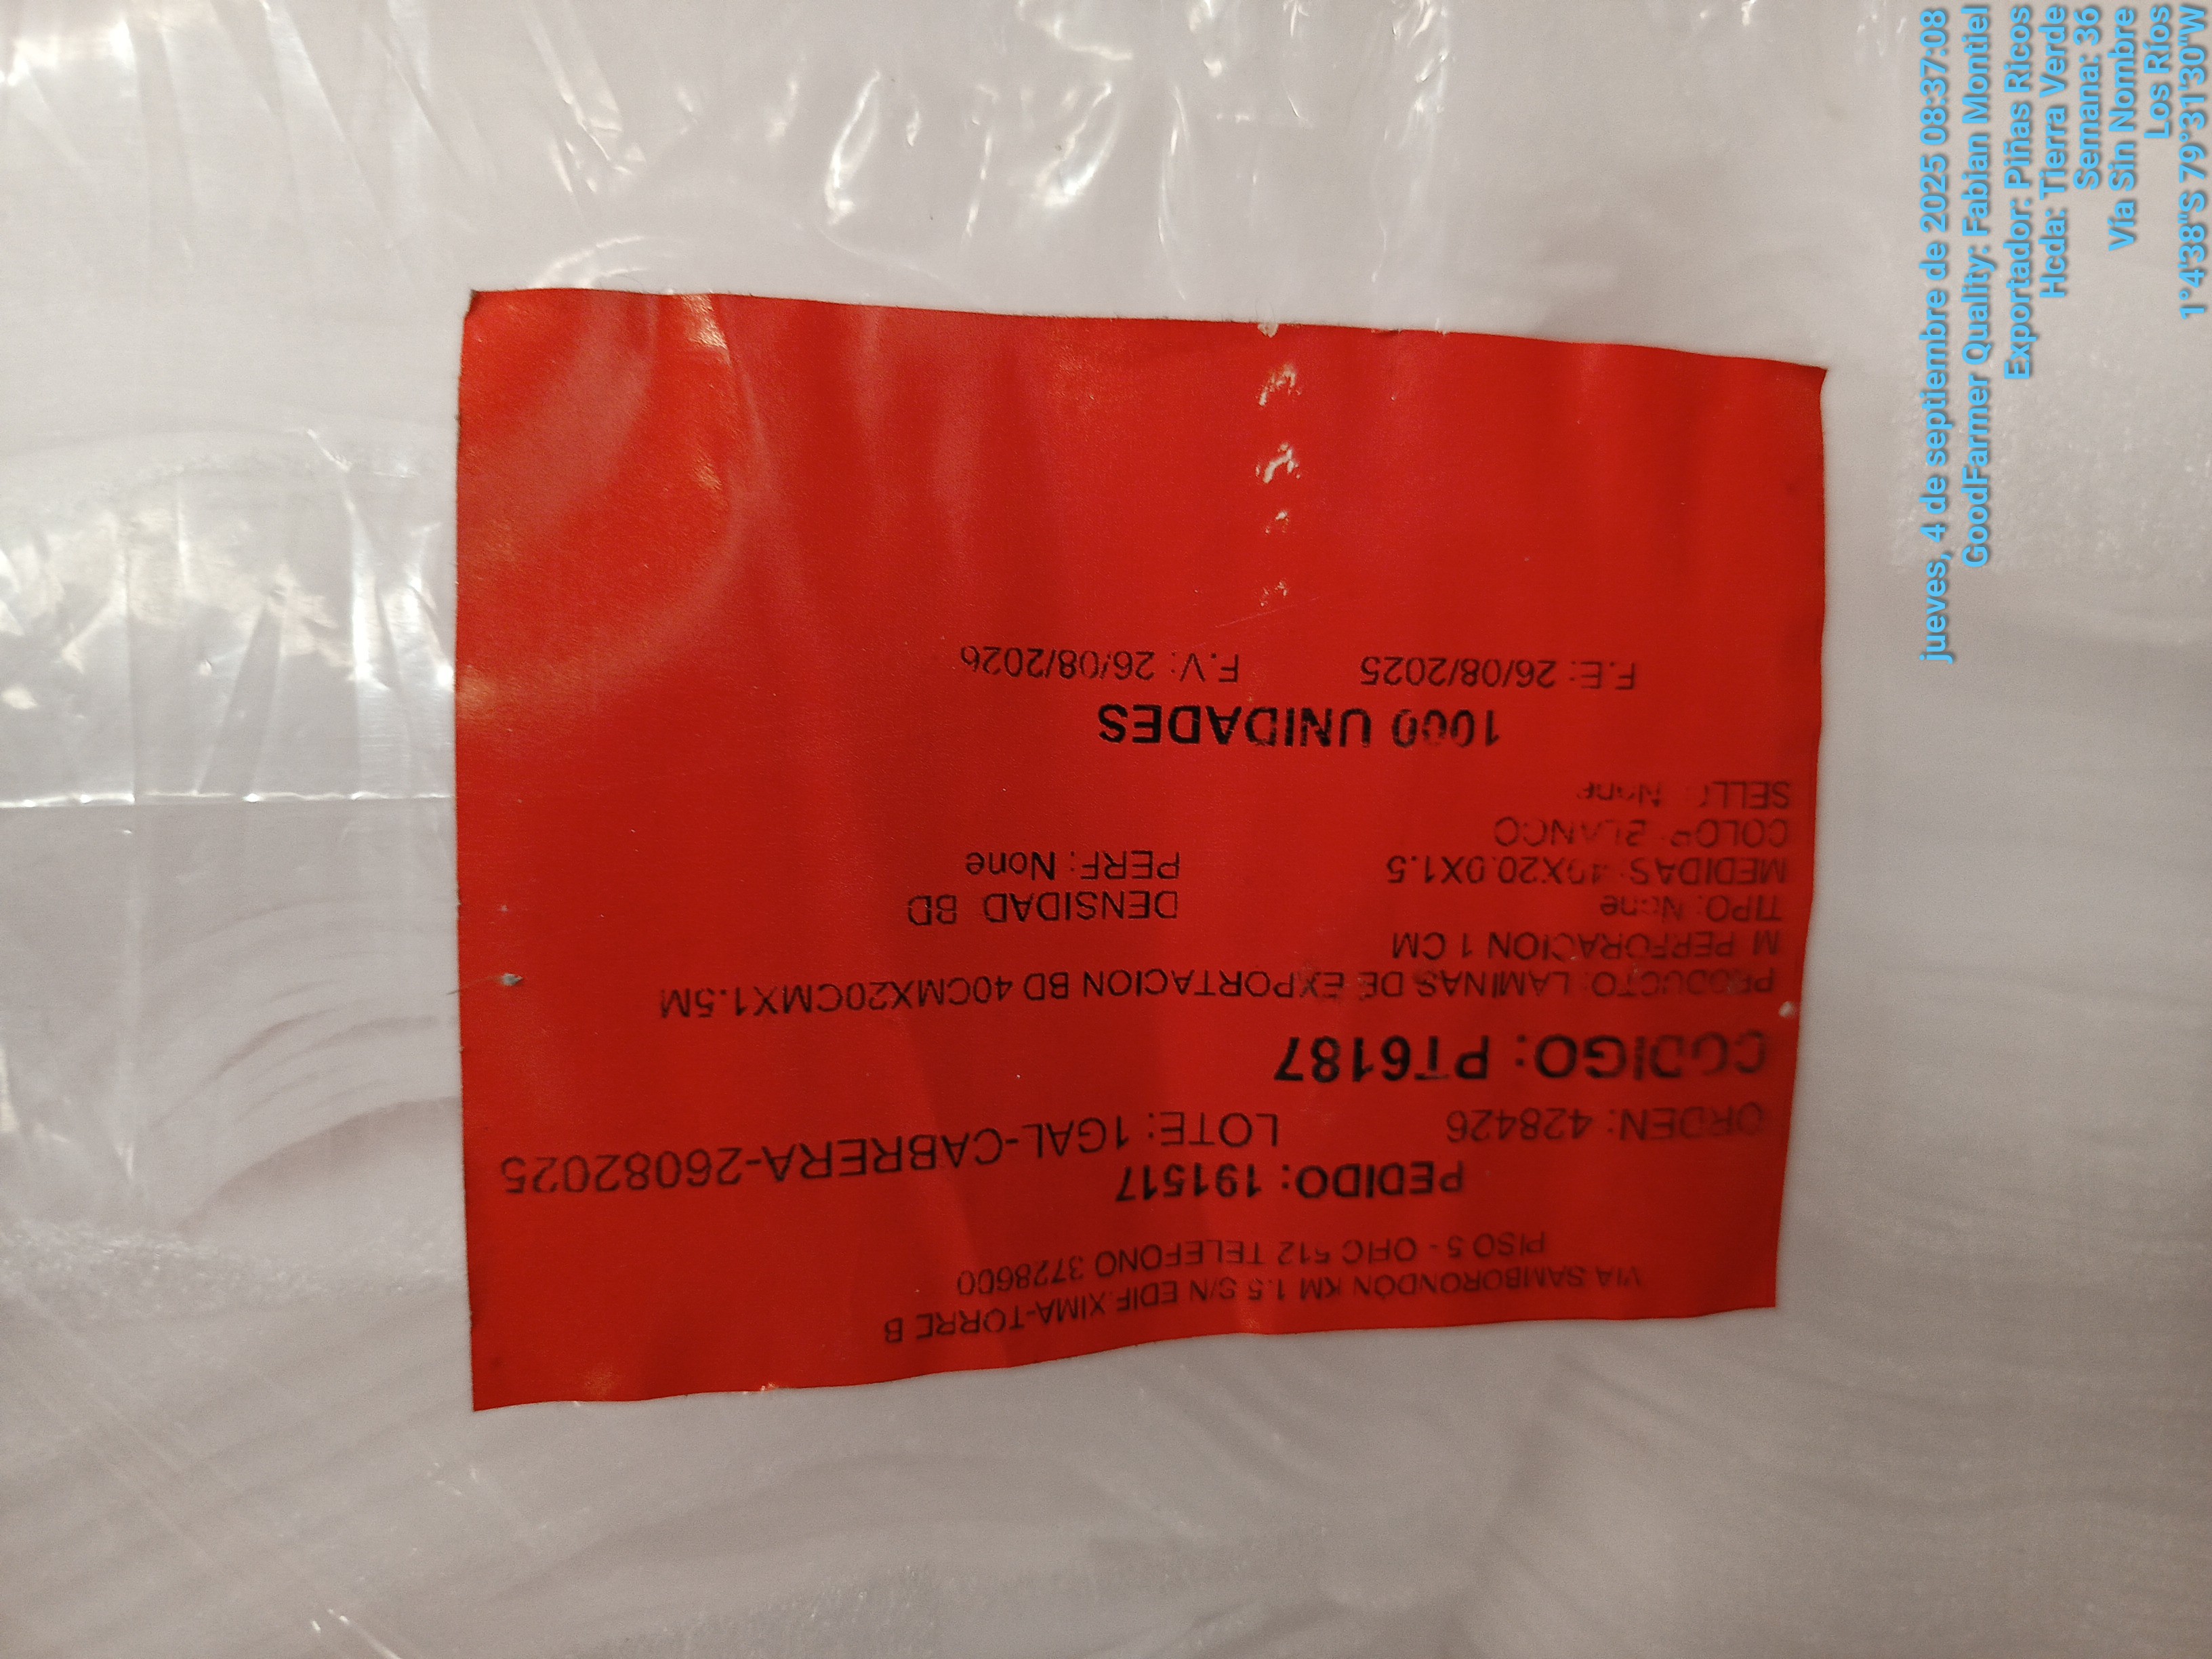 VIA SAMBORONDÓN KM 1.5 S/N EDIF. XIMA-TORRE B
PISO 5 - OFIC 512 TELEFONO 3728600
PEDIDO: 191517
ORDEN: 428426 LOTE: 1GAL-CABRERA-26082025
CODIGO: PT6187
PRODUCTO: LAMINAS DE EXPORTACION BD 40CMX20CMX1.5M
M PERFORACION 1 CM
TIPO: None DENSIDAD BD
MEDIDAS: 40X20.0X1.5 PERF: None
COLOR: BLANCO
SELLO: None
1000 UNIDADES
F.E: 26/08/2025 F.V: 26/08/2026
jueves, 4 de septiembre de 2025 08:37:08
GoodFarmer Quality: Fabian Montiel
Exportador: Piñas Ricos
Hcda: Tierra Verde
Semana: 36
Vía Sin Nombre
Los Ríos
1°4'38"S 79°31'30"W